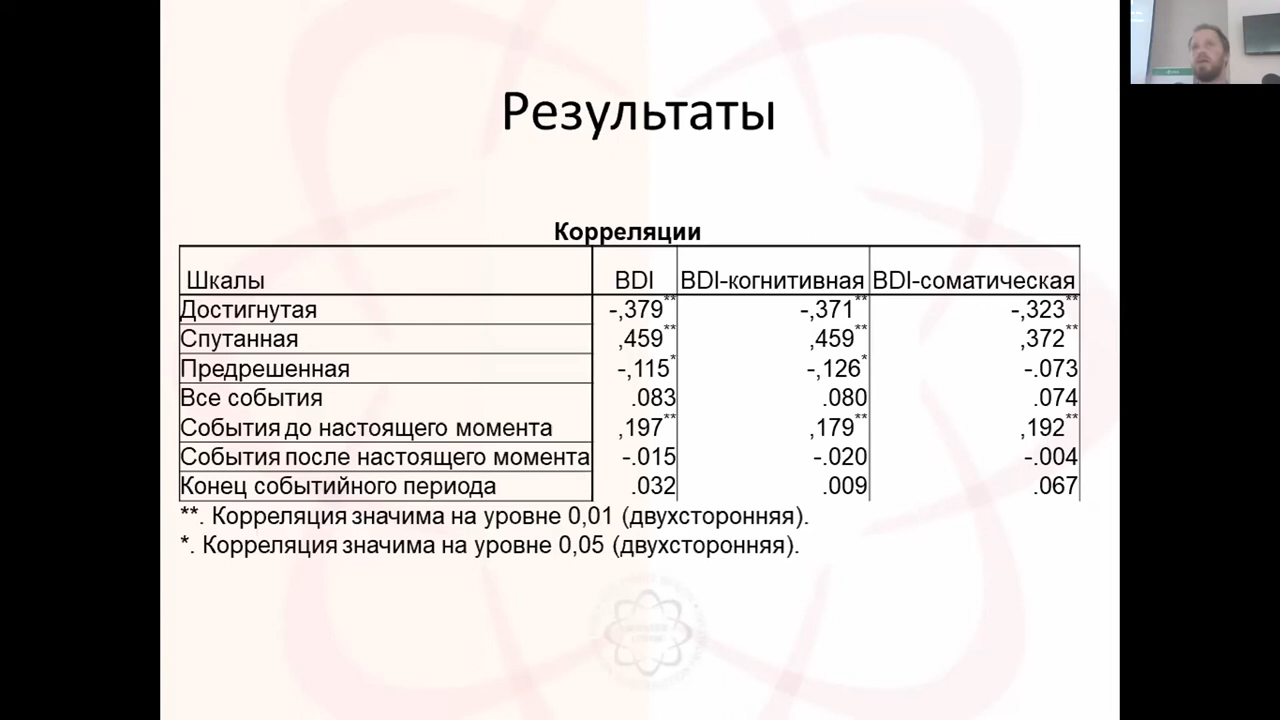 Результаты
Корреляции
Шкалы BDI BDI-когнитивная BDI-соматическая
Достигнутая -,379** -,371** -,323**
Спутанная ,459** ,459** ,372**
Предрешенная -,115* -,126* -.073
Все события .083 .080 .074
События до настоящего момента ,197** ,179** ,192**
События после настоящего момента -.015 -.020 -.004
Конец событийного периода .032 .009 .067
**. Корреляция значима на уровне 0,01 (двухсторонняя).
*. Корреляция значима на уровне 0,05 (двухсторонняя).